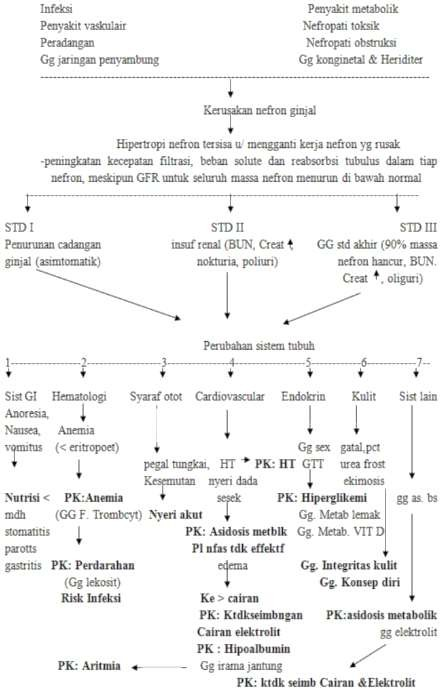 Infeksi Penyakit metabolik
Penyakit vaskulair Nefropati toksik
Peradangan Nefropati obstruksi
Gg jaringan penyambung Gg konginetal & Heriditer
Kerusakan nefron ginjal
Hipertropi nefron tersisa u/ mengganti kerja nefron yg rusak
-peningkatan kecepatan filtrasi, beban solute dan reabsorbsi tubulus dalam tiap
nefron, meskipun GFR untuk seluruh massa nefron menurun di bawah normal
STD I STD II STD III
Penurunan cadangan insuf renal (BUN, Creat , GG std akhir (90% massa
ginjal (asimtomatik) nokturia, poliuri) nefron hancur, BUN.
Creat , oliguri)
Perubahan sistem tubuh
1 2 3 4 5 6 7
Sist GI Hematologi Syaraf otot Cardiovascular Endokrin Kulit Sist lain
Anoresia,
Nausea, Anemia Gg sex gatal,pct
vomitus (< eritropoet) pegal tungkai, HT PK: HT GTT urea frost
Kesemutan nyeri dada ekimosis
Nutrisi < PK:Anemia sesek PK: Hiperglikemi gg as. bs
mdh (GG F. Trombcyt) Nyeri akut Gg. Metab lemak
stomatitis PK: Asidosis metblk Gg. Metab. VIT D
parotts Pl nfas tdk effektf
gastritis PK: Perdarahan edema Gg. Integritas kulit
(Gg lekosit) Gg. Konsep diri
Risk Infeksi Ke > cairan
PK: Ktdkseimbngan PK:asidosis metabolik
Cairan elektrolit gg elektrolit
PK : Hipoalbumin
PK: Aritmia Gg irama jantung
PK: ktdk seimb Cairan &Elektrolit